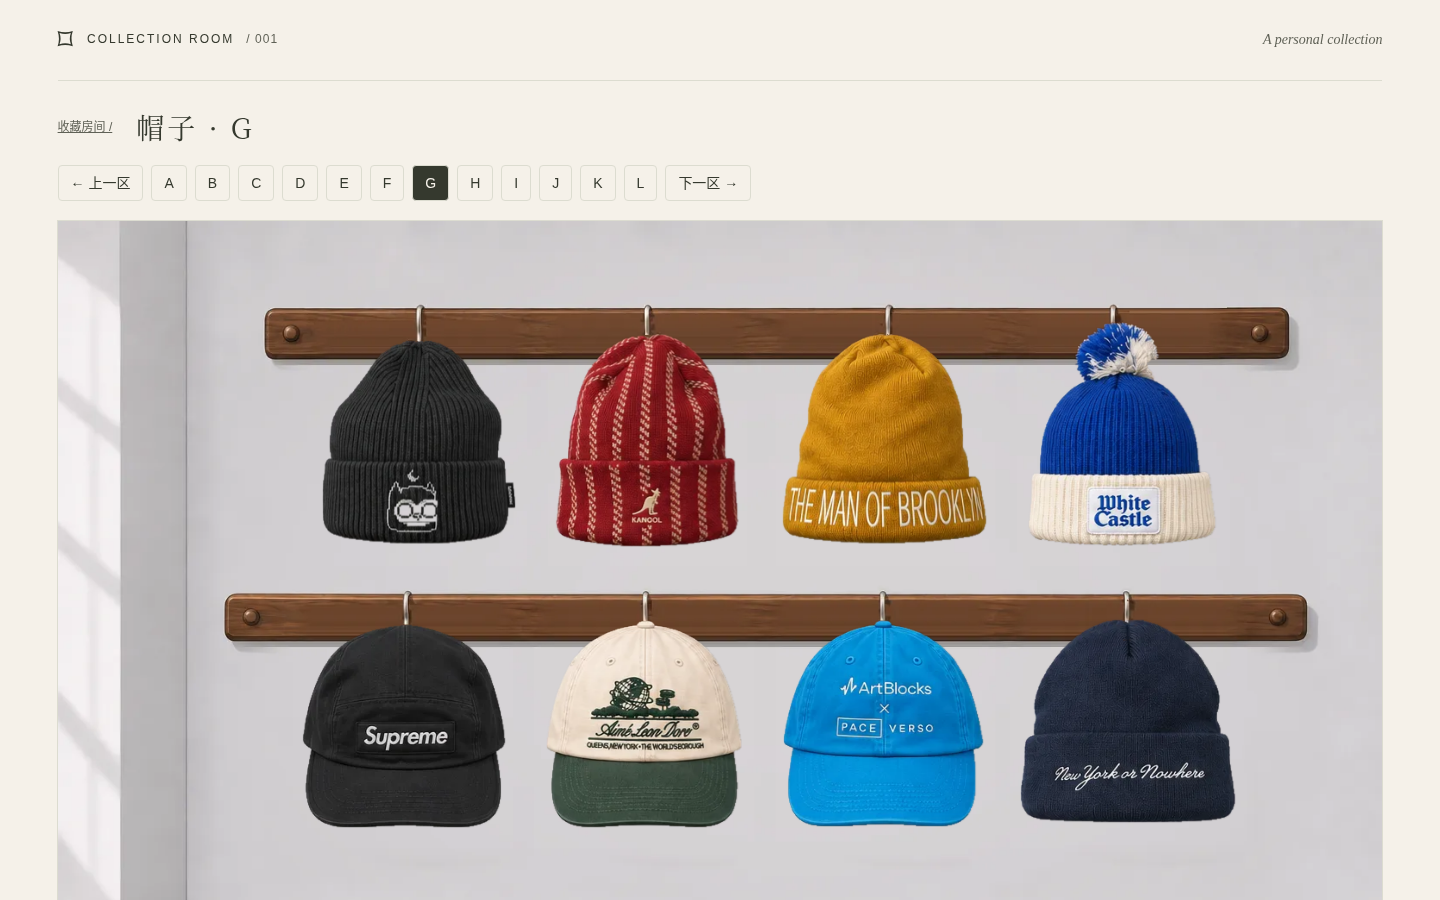 COLLECTION ROOM / 001
A personal collection
收藏房间 /
帽子 · G
← 上一区 A B C D E F G H I J K L 下一区 →
KANGOL
THE MAN OF BROOKLYN
White
Castle
Supreme
Aimé Leon Dore®
QUEENS, NEW YORK • THE WORLD'S BOROUGH
ArtBlocks
×
PACE VERSO
New York or Nowhere